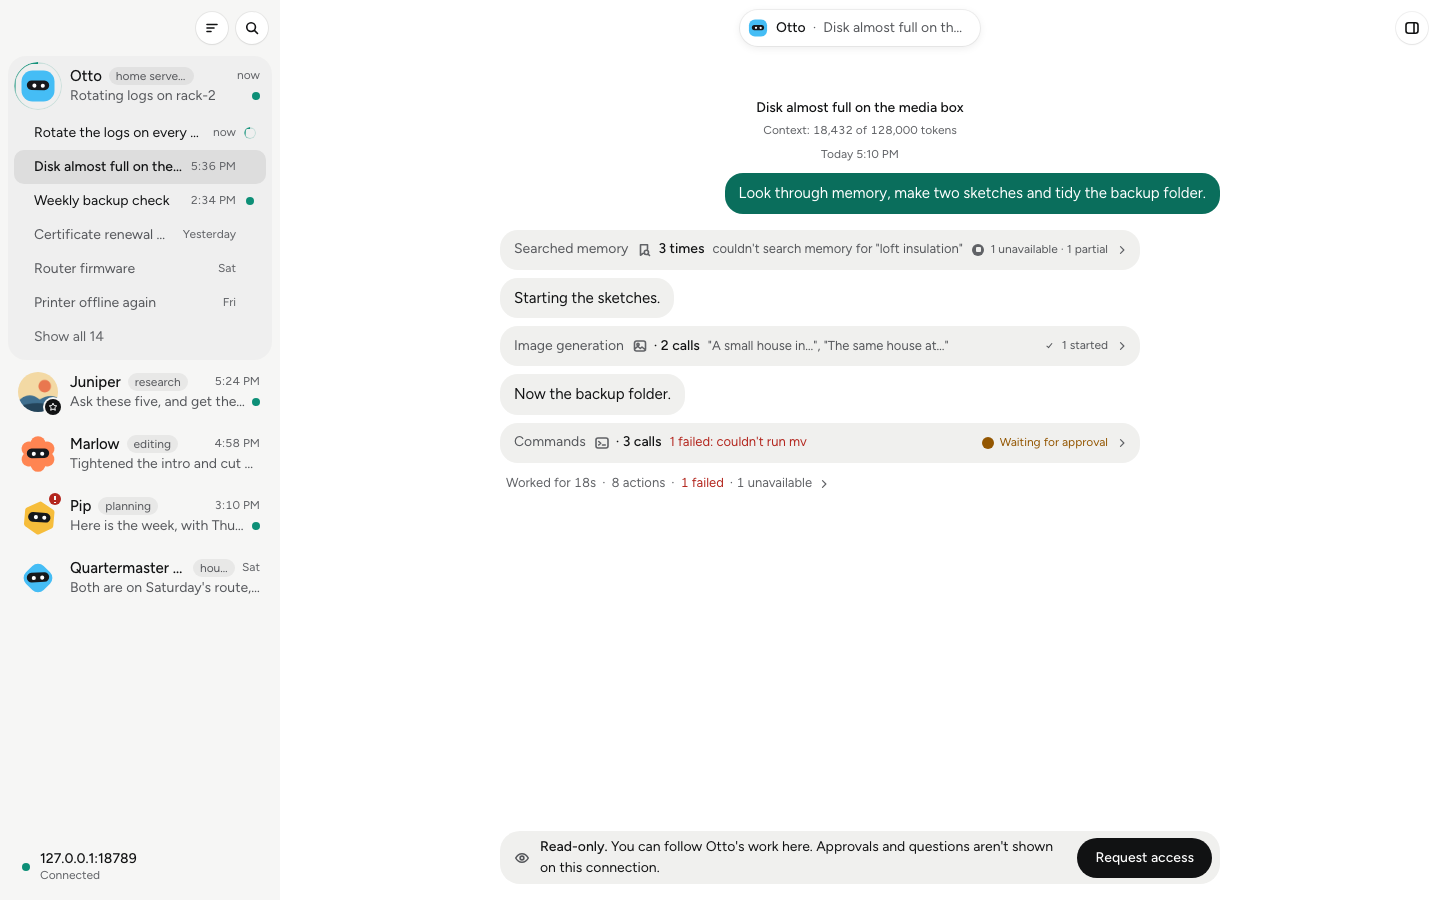 Otto home serve... now
Rotating logs on rack-2
Rotate the logs on every ... now
Disk almost full on the... 5:36 PM
Weekly backup check 2:34 PM
Certificate renewal ... Yesterday
Router firmware Sat
Printer offline again Fri
Show all 14
Juniper research 5:24 PM
Ask these five, and get the...
Marlow editing 4:58 PM
Tightened the intro and cut ...
Pip planning 3:10 PM
Here is the week, with Thu...
Quartermaster ... hou... Sat
Both are on Saturday's route,...
127.0.0.1:18789
Connected
Otto · Disk almost full on th...
Disk almost full on the media box
Context: 18,432 of 128,000 tokens
Today 5:10 PM
Look through memory, make two sketches and tidy the backup folder.
Searched memory 3 times couldn't search memory for "loft insulation" 1 unavailable · 1 partial
Starting the sketches.
Image generation · 2 calls "A small house in...", "The same house at..." 1 started
Now the backup folder.
Commands · 3 calls 1 failed: couldn't run mv Waiting for approval
Worked for 18s · 8 actions · 1 failed · 1 unavailable
Read-only. You can follow Otto's work here. Approvals and questions aren't shown
on this connection.
Request access